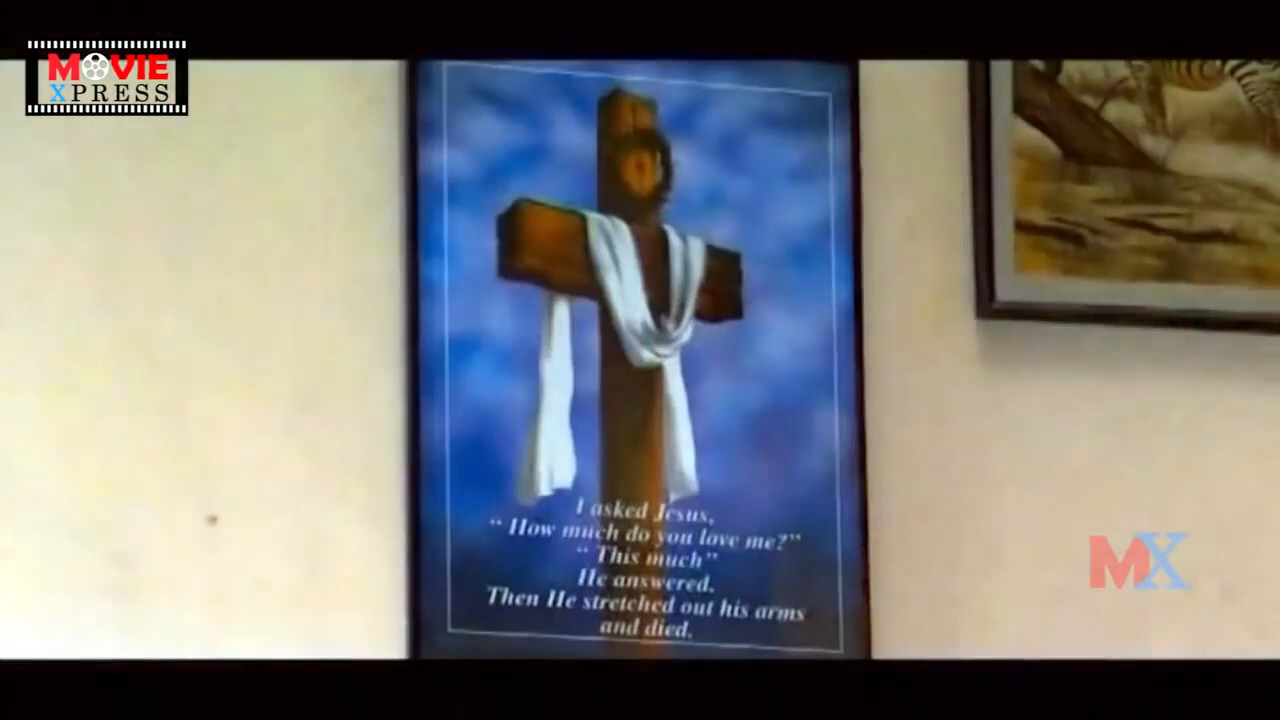 MOVIE
XPRESS
I asked Jesus,
“ How much do you love me?”
“ This much”
He answered.
Then He stretched out his arms
and died.
MX